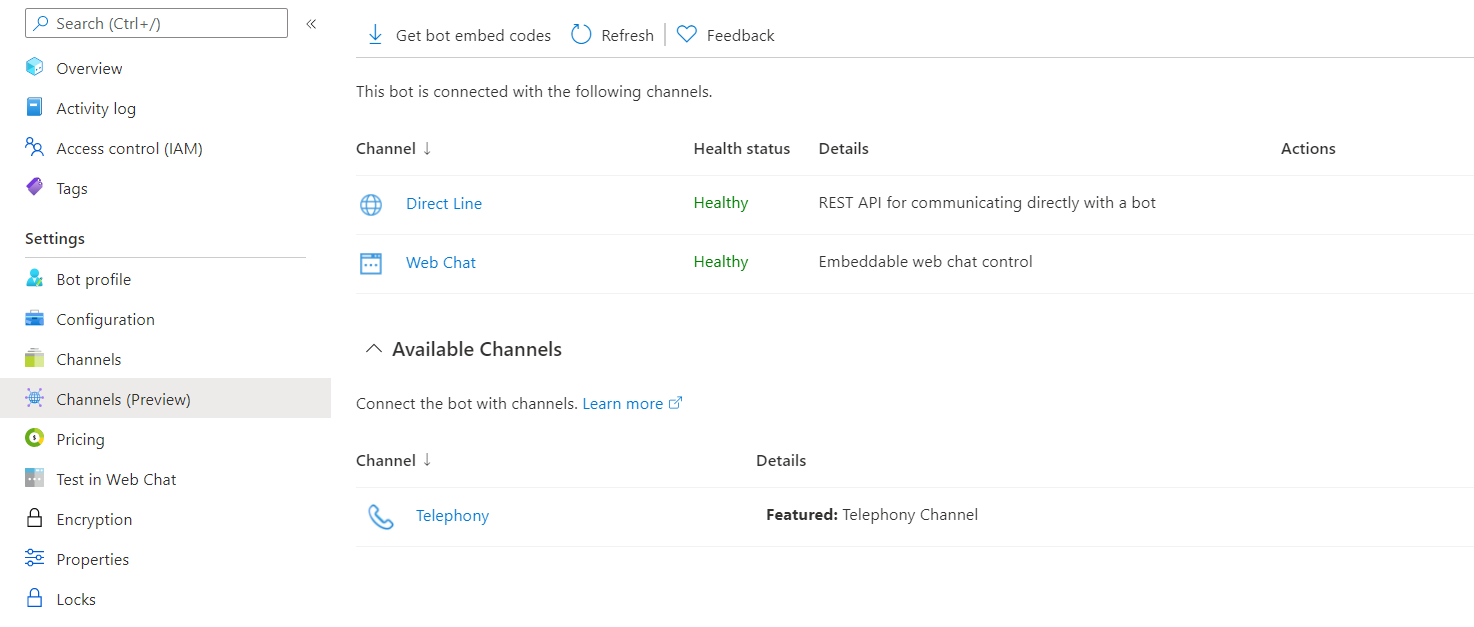 Search (Ctrl+/)
«
Overview
Activity log
Access control (IAM)
Tags
Settings
Bot profile
Configuration
Channels
Channels (Preview)
Pricing
Test in Web Chat
Encryption
Properties
Locks
Get bot embed codes Refresh Feedback
This bot is connected with the following channels.
Channel ↓ Health status Details Actions
Direct Line Healthy REST API for communicating directly with a bot
Web Chat Healthy Embeddable web chat control
Available Channels
Connect the bot with channels. Learn more
Channel ↓ Details
Telephony Featured: Telephony Channel